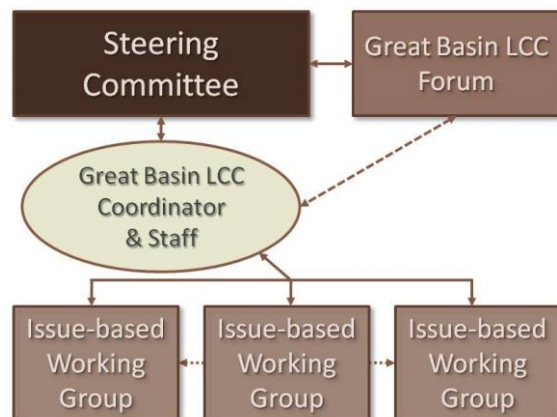 Steering
Committee
Great Basin LCC
Forum
Great Basin LCC
Coordinator
& Staff
Issue-based
Working
Group
Issue-based
Working
Group
Issue-based
Working
Group